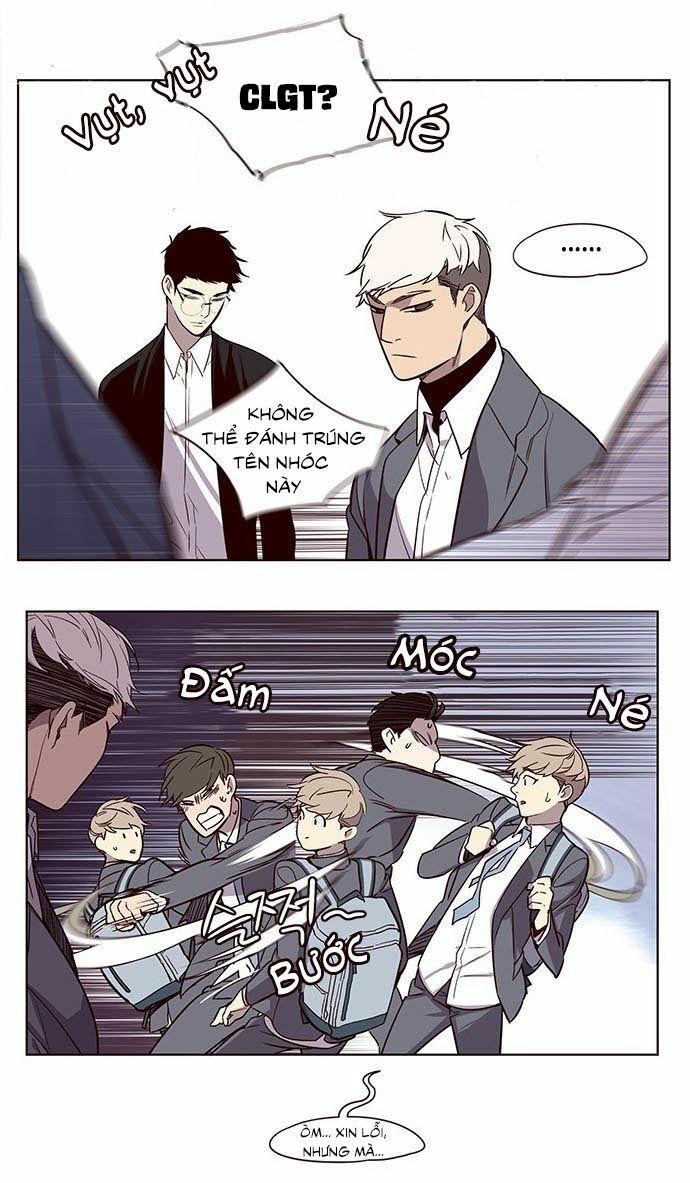 Vụt, vụt
CLGT?
Né
......
KHÔNG
THỂ ĐÁNH TRÚNG
TÊN NHÓC
NÀY
Móc
Đấm
Né
슬적~
Bước
ỜM... XIN LỖI,
NHƯNG MÀ...